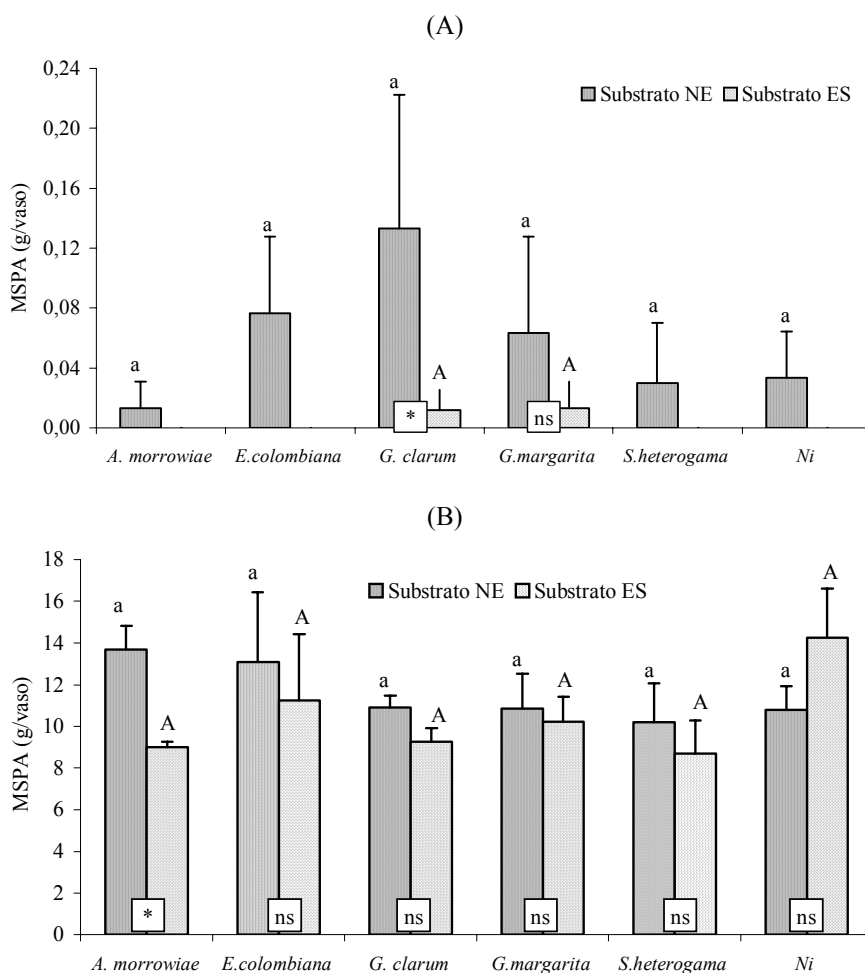 (A)
0,24
0,20
0,16
0,12
0,08
0,04
0,00
MSPA (g/vaso)
Substrato NE Substrato ES
a a a a a a
A A
* ns
A. morrowiae E.colombiana G. clarum G.margarita S.heterogama Ni
(B)
18
16
14
12
10
8
6
4
2
0
MSPA (g/vaso)
Substrato NE Substrato ES
a A a A a A a A a A a A
* ns ns ns ns ns
A. morrowiae E.colombiana G. clarum G.margarita S.heterogama Ni